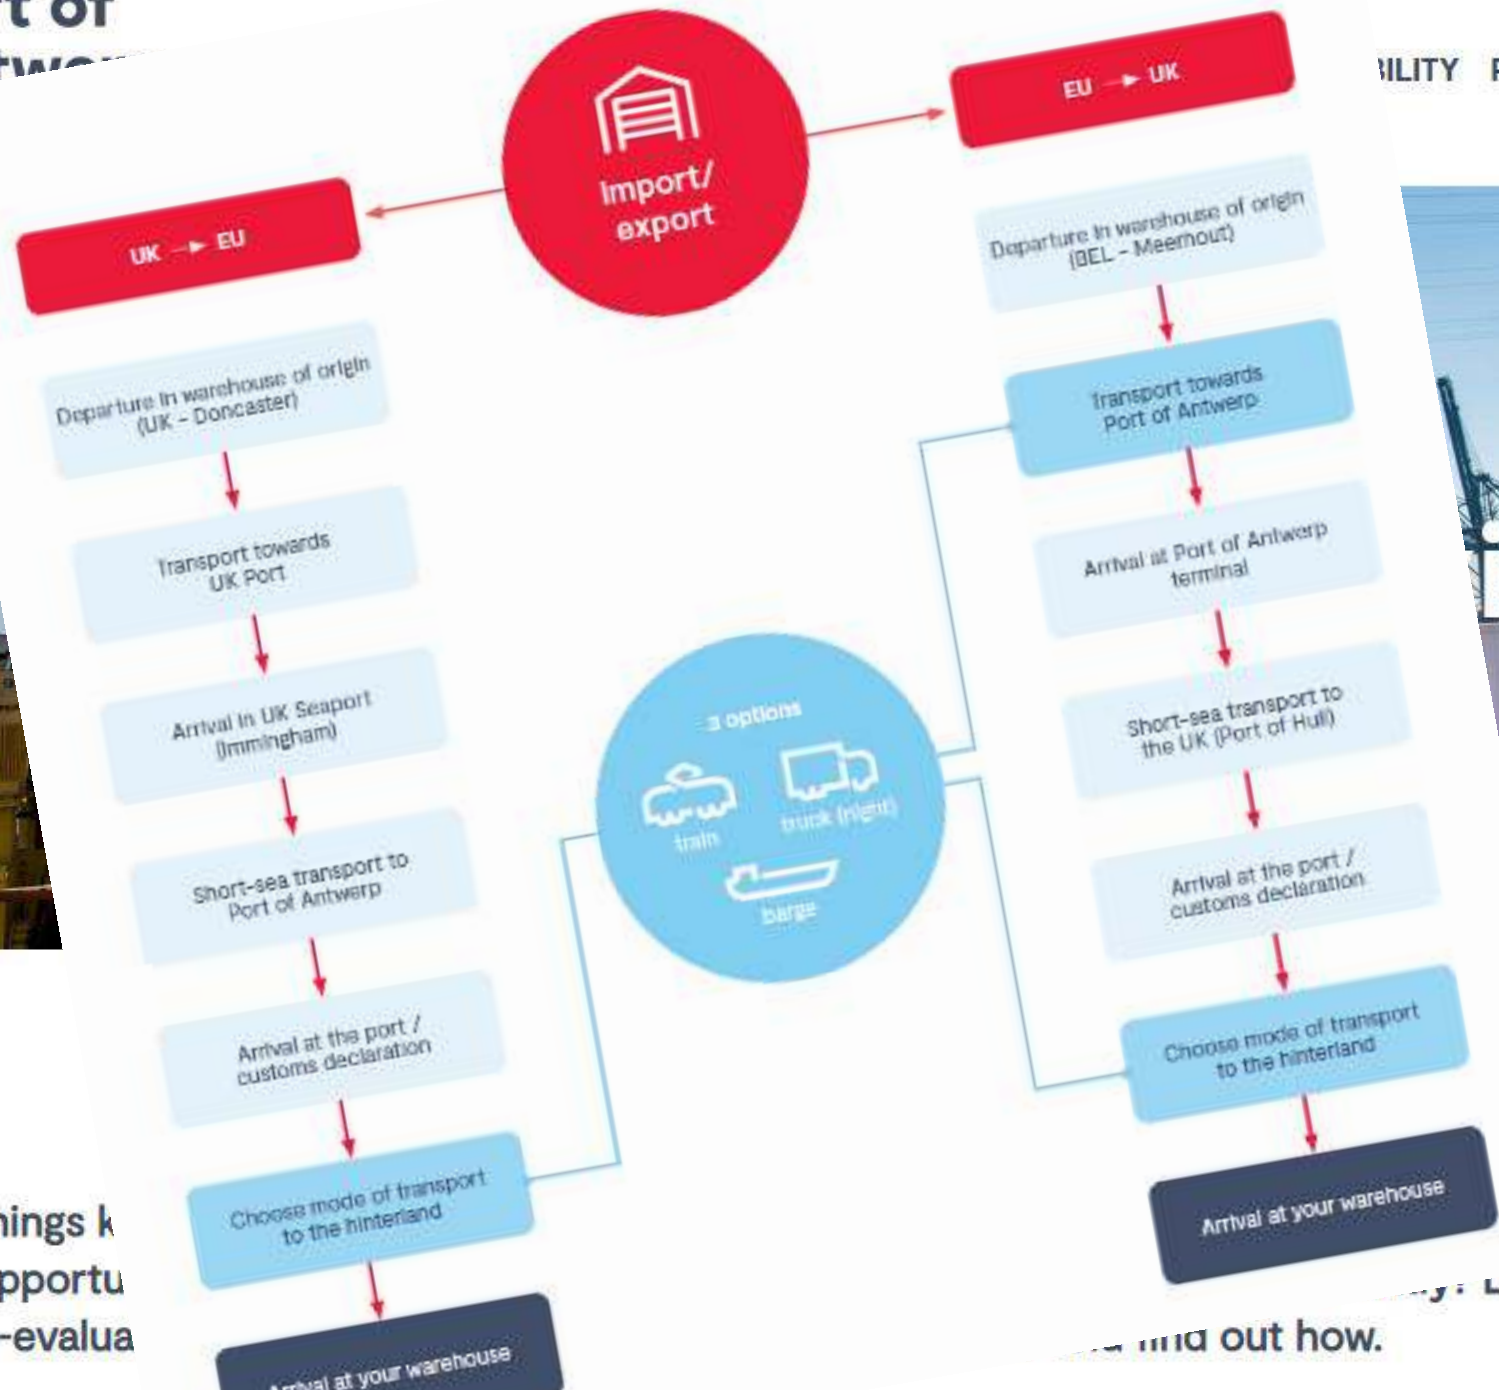 t of
BILITY
Import/
export
EU → UK
UK → EU
Departure in warehouse of origin
(BEL - Meerhout)
Transport towards
Port of Antwerp
Arrival at Port of Antwerp
terminal
Short-sea transport to
the UK (Port of Hull)
Arrival at the port /
customs declaration
Choose mode of transport
to the hinterland
Arrival at your warehouse
Departure in warehouse of origin
(UK - Doncaster)
Transport towards
UK Port
Arrival in UK Seaport
(Immingham)
Short-sea transport to
Port of Antwerp
Arrival at the port /
customs declaration
Choose mode of transport
to the hinterland
Arrival at your warehouse
3 options
train
truck (night)
barge
nings k
pportu
-evalua
find out how.